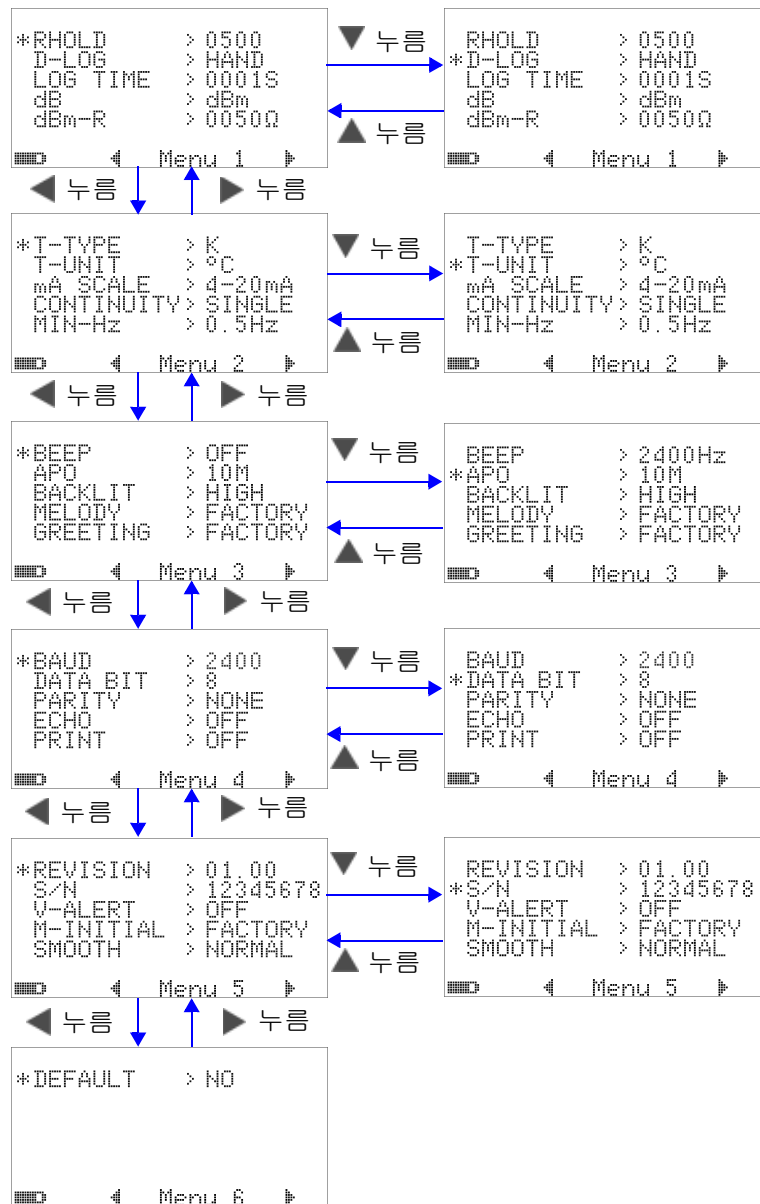 *RHOLD > 0500
D-LOG > HAND
LOG TIME > 0001S
dB > dBm
dBm-R > 0050Ω
◀ Menu 1 ▶
▼ 누름
▲ 누름
RHOLD > 0500
*D-LOG > HAND
LOG TIME > 0001S
dB > dBm
dBm-R > 0050Ω
◀ Menu 1 ▶
◀ 누름
▶ 누름
*T-TYPE > K
T-UNIT > °C
mA SCALE > 4-20mA
CONTINUITY > SINGLE
MIN-Hz > 0.5Hz
◀ Menu 2 ▶
▼ 누름
▲ 누름
T-TYPE > K
*T-UNIT > °C
mA SCALE > 4-20mA
CONTINUITY > SINGLE
MIN-Hz > 0.5Hz
◀ Menu 2 ▶
◀ 누름
▶ 누름
*BEEP > OFF
APO > 10M
BACKLIT > HIGH
MELODY > FACTORY
GREETING > FACTORY
◀ Menu 3 ▶
▼ 누름
▲ 누름
BEEP > 2400Hz
*APO > 10M
BACKLIT > HIGH
MELODY > FACTORY
GREETING > FACTORY
◀ Menu 3 ▶
◀ 누름
▶ 누름
*BAUD > 2400
DATA BIT > 8
PARITY > NONE
ECHO > OFF
PRINT > OFF
◀ Menu 4 ▶
▼ 누름
▲ 누름
BAUD > 2400
*DATA BIT > 8
PARITY > NONE
ECHO > OFF
PRINT > OFF
◀ Menu 4 ▶
◀ 누름
▶ 누름
*REVISION > 01.00
S/N > 12345678
V-ALERT > OFF
M-INITIAL > FACTORY
SMOOTH > NORMAL
◀ Menu 5 ▶
▼ 누름
▲ 누름
REVISION > 01.00
*S/N > 12345678
V-ALERT > OFF
M-INITIAL > FACTORY
SMOOTH > NORMAL
◀ Menu 5 ▶
◀ 누름
▶ 누름
*DEFAULT > NO
◀ Menu 6 ▶